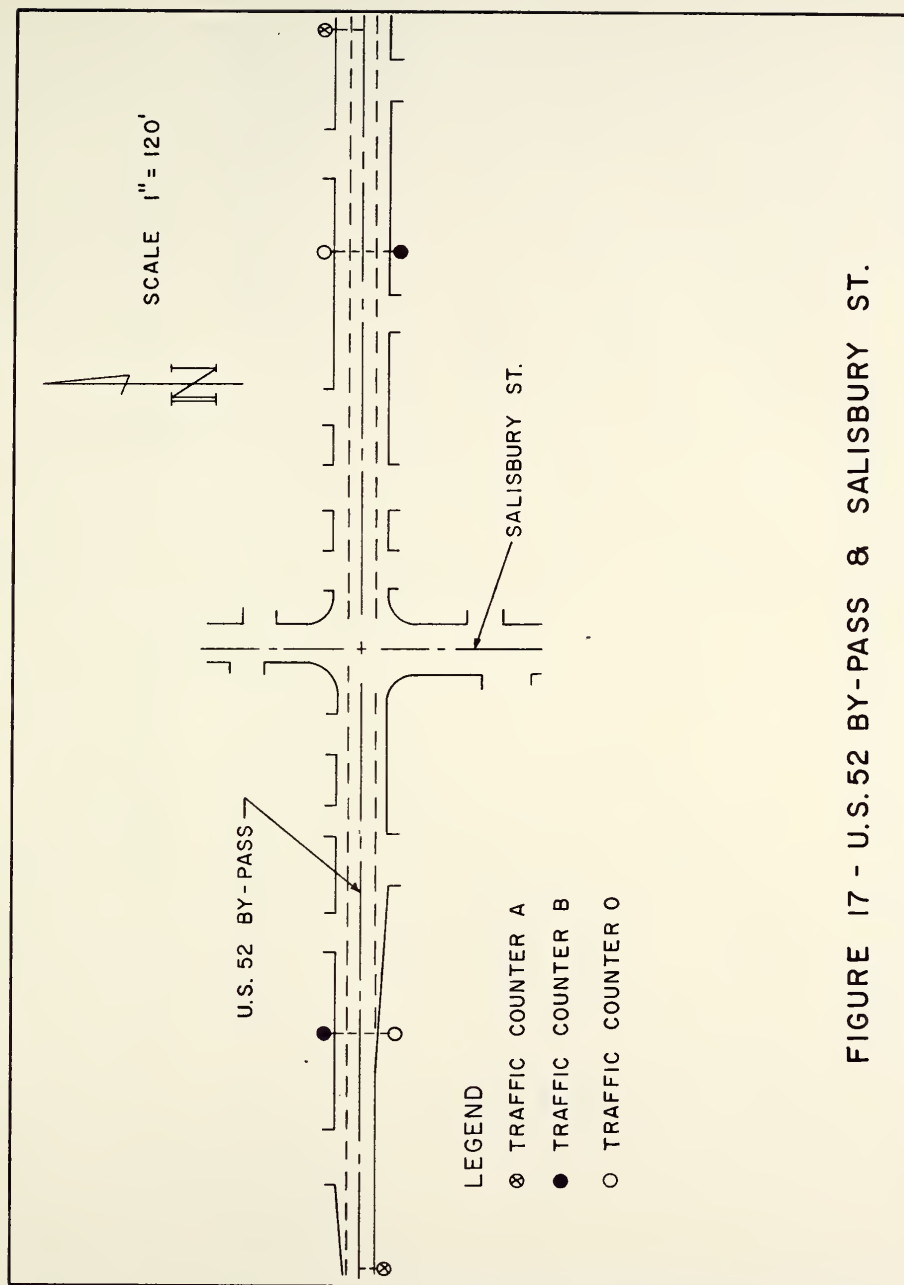 SCALE 1" = 120'
N
U.S. 52 BY-PASS
SALISBURY ST.
LEGEND
TRAFFIC COUNTER A
TRAFFIC COUNTER B
TRAFFIC COUNTER O
FIGURE 17 - U.S. 52 BY-PASS & SALISBURY ST.